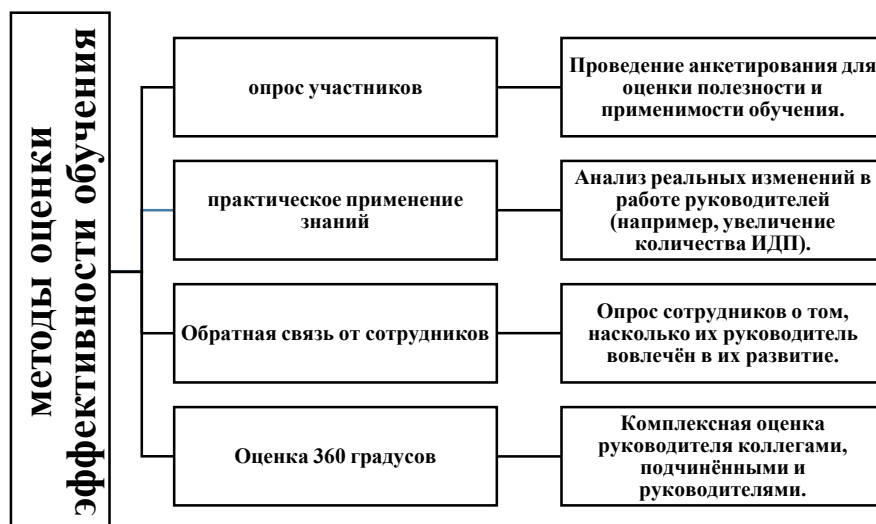 методы оценки
эффективности обучения
опрос участников
Проведение анкетирования для
оценки полезности и
применимости обучения.
практическое применение
знаний
Анализ реальных изменений в
работе руководителей
(например, увеличение
количества ИДП).
Обратная связь от сотрудников
Опрос сотрудников о том,
насколько их руководитель
вовлечён в их развитие.
Оценка 360 градусов
Комплексная оценка
руководителя коллегами,
подчинёнными и
руководителями.